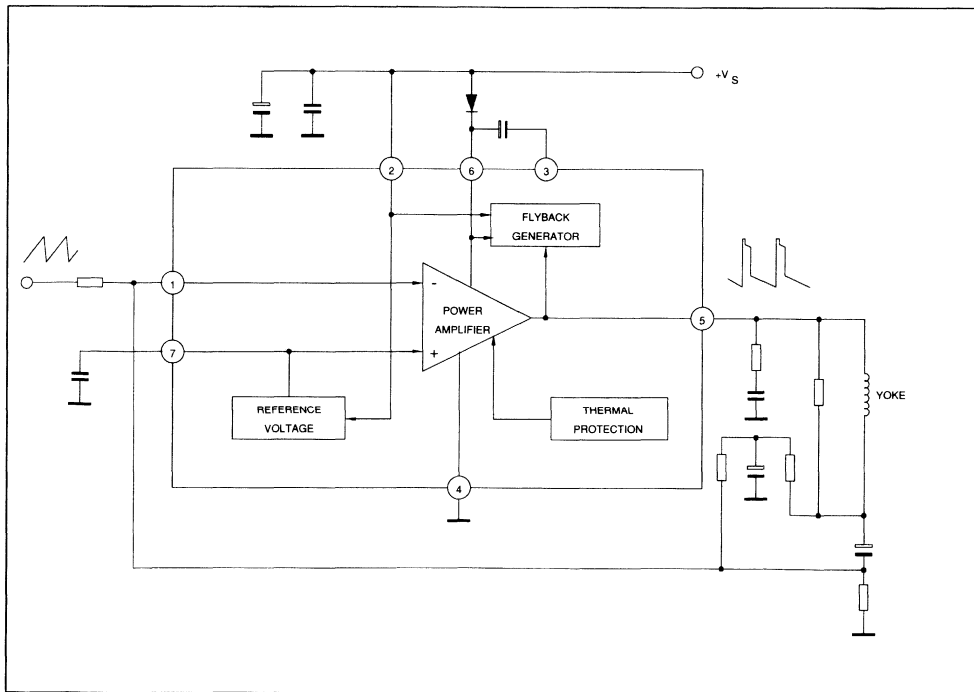 +V S
2
6
3
FLYBACK
GENERATOR
1
-
POWER
AMPLIFIER
5
7
+
YOKE
REFERENCE
VOLTAGE
THERMAL
PROTECTION
4